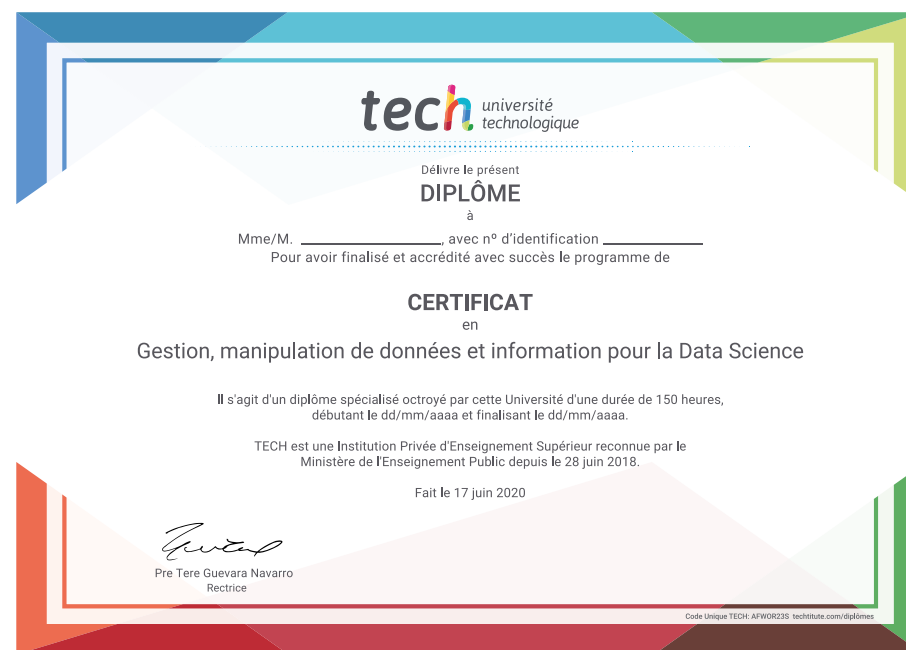 tech université
technologique
Délivre le présent
DIPLÔME
à
Mme/M. ____________________, avec nº d'identification ______________
Pour avoir finalisé et accrédité avec succès le programme de
CERTIFICAT
en
Gestion, manipulation de données et information pour la Data Science
Il s'agit d'un diplôme spécialisé octroyé par cette Université d'une durée de 150 heures,
débutant le dd/mm/aaaa et finalisant le dd/mm/aaaa.
TECH est une Institution Privée d'Enseignement Supérieur reconnue par le
Ministère de l'Enseignement Public depuis le 28 juin 2018.
Fait le 17 juin 2020
Pre Tere Guevara Navarro
Rectrice
Code Unique TECH: AFWOR23S techtitute.com/diplômes